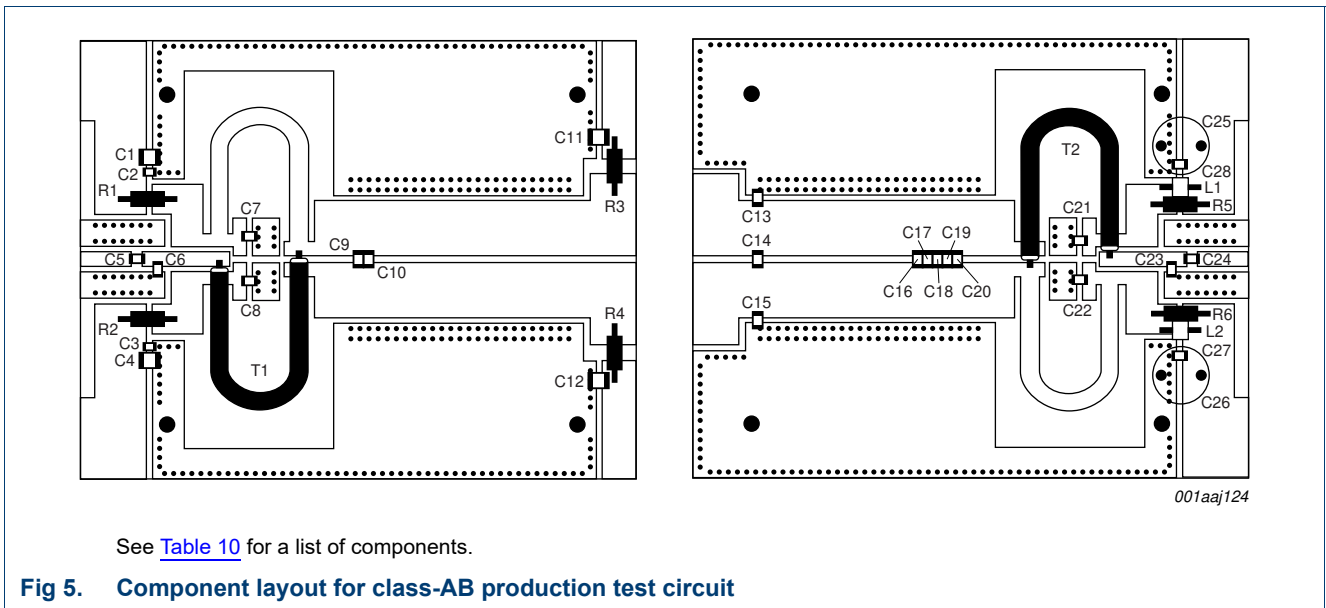 C1
C2
R1
C7
C5
C6
C9
C10
C8
R2
C3
C4
T1
C11
R3
R4
C12
C13
C14
C15
C17
C19
C16
C18
C20
T2
C21
C22
C25
C28
L1
R5
C23
C24
R6
L2
C27
C26
001aaj124
See Table 10 for a list of components.
Fig 5. Component layout for class-AB production test circuit